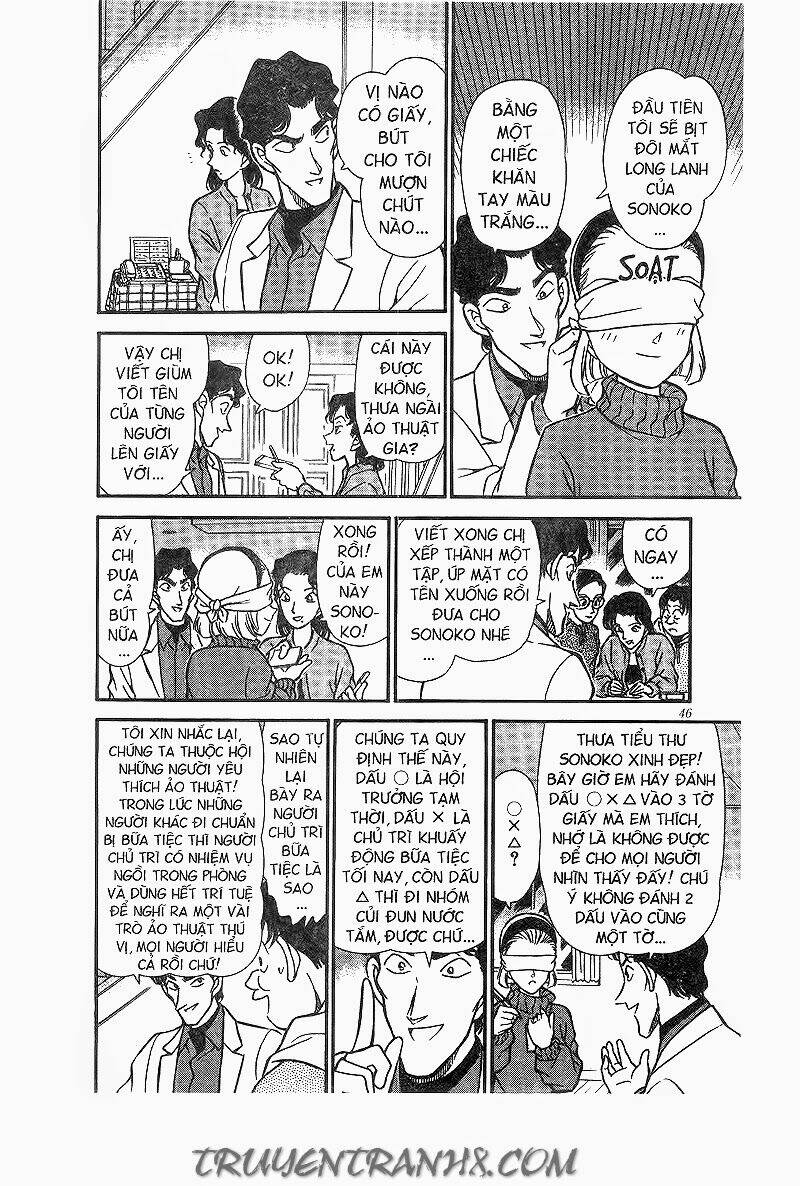 ĐẦU TIÊN
TÔI SẼ BỊT
ĐÔI MẮT
LONG LANH
CỦA
SONOKO
...
BẰNG
MỘT
CHIẾC
KHĂN
TAY MÀU
TRẮNG...
SOẠT
VỊ NÀO
CÓ GIẤY,
BÚT
CHO TÔI
MƯỢN
CHÚT
NÀO...
CÁI NÀY
ĐƯỢC
KHÔNG,
THƯA NGÀI
ẢO THUẬT
GIA?
OK!
OK!
VẬY CHỊ
VIẾT GIÙM
TÔI TÊN
CỦA TỪNG
NGƯỜI
LÊN GIẤY
VỚI...
CÓ
NGAY
...
VIẾT XONG CHỊ
XẾP THÀNH MỘT
TẬP, ÚP MẶT CÓ
TÊN XUỐNG RỒI
ĐƯA CHO
SONOKO NHÉ
...
XONG
RỒI!
CỦA EM
NÀY
SONO-
KO!
ẤY,
CHỊ
ĐƯA
CẢ
BÚT
NỮA
...
46
THƯA TIỂU THƯ
SONOKO XINH ĐẸP!
BÂY GIỜ EM HÃY ĐÁNH
DẤU ○ × △ VÀO 3 TỜ
GIẤY MÀ EM THÍCH,
NHỚ LÀ KHÔNG ĐƯỢC
ĐỂ CHO MỌI NGƯỜI
NHÌN THẤY ĐẤY! CHÚ
Ý KHÔNG ĐÁNH 2
DẤU VÀO CÙNG
MỘT TỜ...
○
×
△?
CHÚNG TA QUY
ĐỊNH THẾ NÀY,
DẤU ○ LÀ HỘI
TRƯỞNG TẠM
THỜI, DẤU × LÀ
CHỦ TRÌ KHUẤY
ĐỘNG BỮA TIỆC
TỐI NAY, CÒN DẤU
△ THÌ ĐI NHÓM
CỦI ĐUN NƯỚC
TẮM, ĐƯỢC CHỨ...
SAO TỰ
NHIÊN
LẠI
BÀY RA
NGƯỜI
CHỦ TRÌ
BỮA
TIỆC LÀ
SAO
...
TÔI XIN NHẮC LẠI,
CHÚNG TA THUỘC HỘI
NHỮNG NGƯỜI YÊU
THÍCH ẢO THUẬT!
TRONG LÚC NHỮNG
NGƯỜI KHÁC ĐI CHUẨN
BỊ BỮA TIỆC THÌ NGƯỜI
CHỦ TRÌ CÓ NHIỆM VỤ
NGỒI TRONG PHÒNG
VÀ DÙNG HẾT TRÍ TUỆ
ĐỂ NGHĨ RA MỘT VÀI
TRÒ ẢO THUẬT THÚ
VỊ, MỌI NGƯỜI HIỂU
CẢ RỒI CHỨ!
TRUYENTRANH8.COM